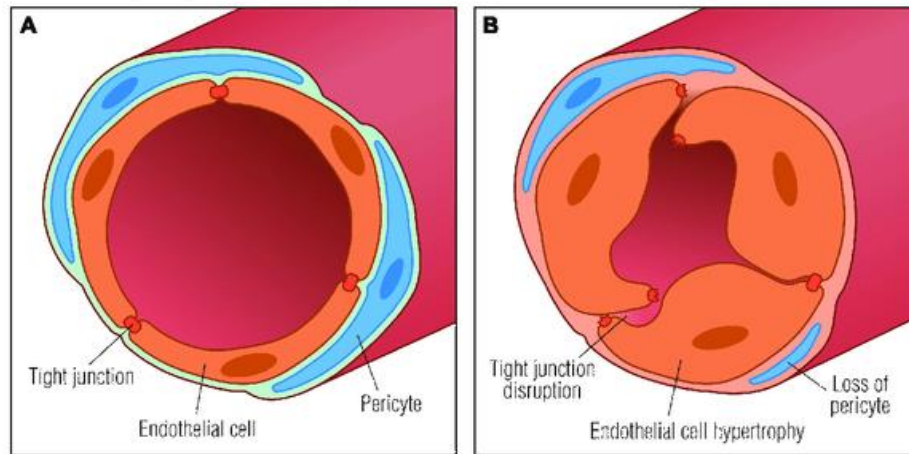 A
Tight junction
Endothelial cell
Pericyte
B
Tight junction
disruption
Endothelial cell hypertrophy
Loss of
pericyte